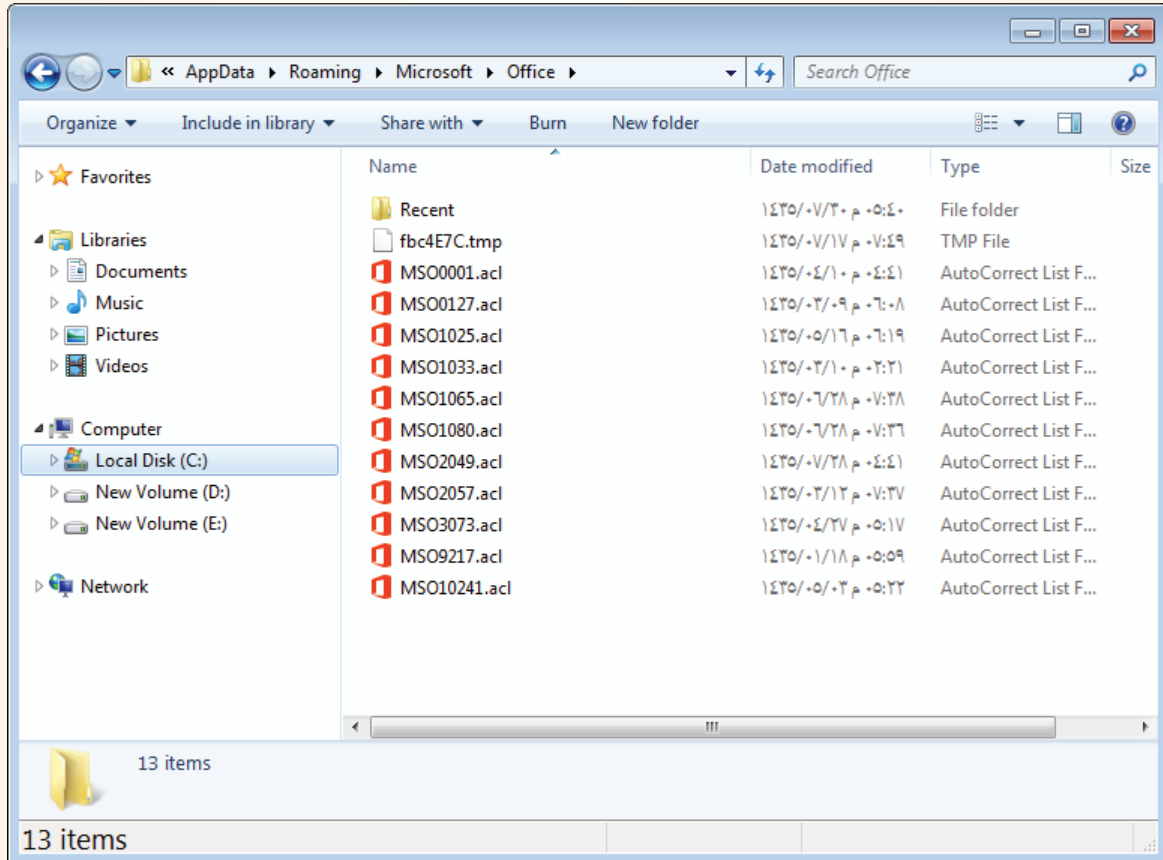 « AppData Roaming Microsoft Office Search Office
Organize Include in library Share with Burn New folder
Favorites
Libraries
Documents
Music
Pictures
Videos
Computer
Local Disk (C:)
New Volume (D:)
New Volume (E:)
Network
Name Date modified Type Size
Recent ١٤٣٥/٠٧/٣٠ م ٠٥:٤٠ File folder
fbc4E7C.tmp ١٤٣٥/٠٧/١٧ م ٠٧:٤٩ TMP File
MSO0001.acl ١٤٣٥/٠٤/١٠ م ٠٤:٤١ AutoCorrect List F...
MSO0127.acl ١٤٣٥/٠٣/٠٩ م ٠٦:٠٨ AutoCorrect List F...
MSO1025.acl ١٤٣٥/٠٥/١٦ م ٠٦:١٩ AutoCorrect List F...
MSO1033.acl ١٤٣٥/٠٣/١٠ م ٠٢:٢١ AutoCorrect List F...
MSO1065.acl ١٤٣٥/٠٦/٢٨ م ٠٧:٣٨ AutoCorrect List F...
MSO1080.acl ١٤٣٥/٠٦/٢٨ م ٠٧:٣٦ AutoCorrect List F...
MSO2049.acl ١٤٣٥/٠٧/٢٨ م ٠٤:٤١ AutoCorrect List F...
MSO2057.acl ١٤٣٥/٠٣/١٢ م ٠٧:٣٧ AutoCorrect List F...
MSO3073.acl ١٤٣٥/٠٤/٢٧ م ٠٥:١٧ AutoCorrect List F...
MSO9217.acl ١٤٣٥/٠١/١٨ م ٠٥:٥٩ AutoCorrect List F...
MSO10241.acl ١٤٣٥/٠٥/٠٣ م ٠٥:٢٢ AutoCorrect List F...
13 items
13 items